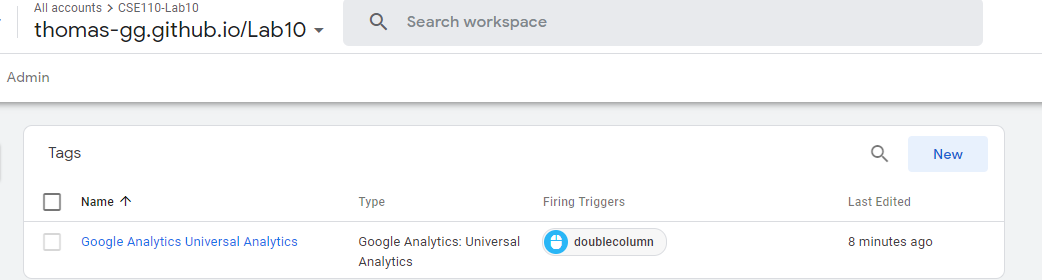 All accounts > CSE110-Lab10
thomas-gg.github.io/Lab10
Search workspace
Admin
Tags
New
Name Type Firing Triggers Last Edited
Google Analytics Universal Analytics Google Analytics: Universal doublecolumn 8 minutes ago
Analytics